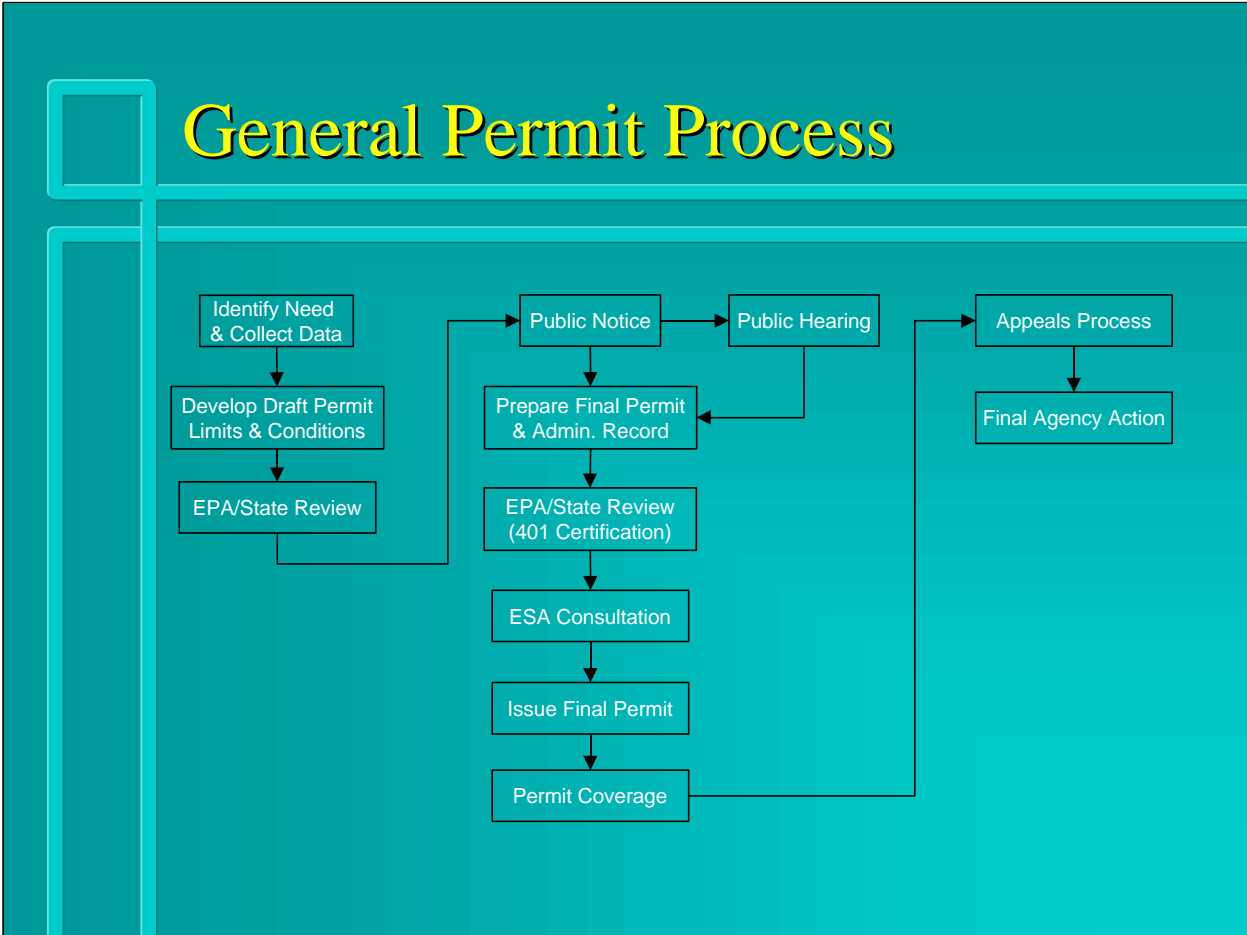 General Permit Process
Identify Need
& Collect Data
Develop Draft Permit
Limits & Conditions
EPA/State Review
Public Notice
Public Hearing
Prepare Final Permit
& Admin. Record
EPA/State Review
(401 Certification)
ESA Consultation
Issue Final Permit
Permit Coverage
Appeals Process
Final Agency Action